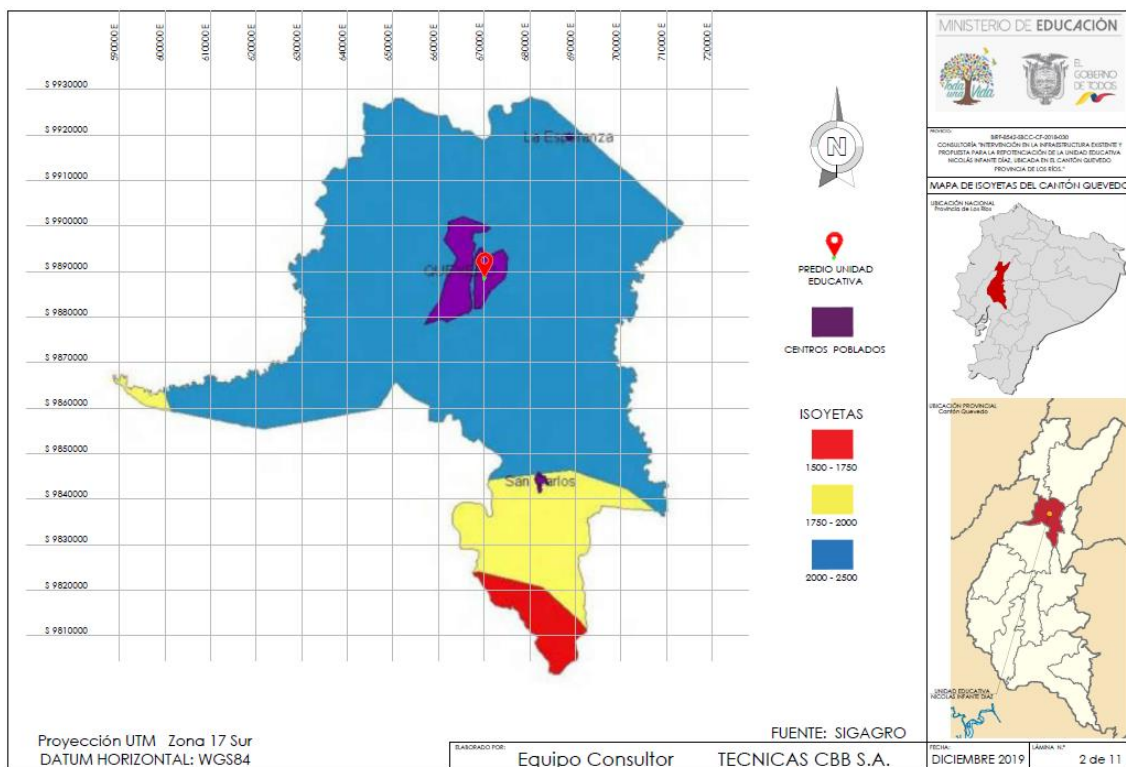 590000 E
600000 E
610000 E
620000 E
630000 E
640000 E
650000 E
660000 E
670000 E
680000 E
690000 E
700000 E
710000 E
720000 E
S 9930000
S 9920000
S 9910000
S 9900000
S 9890000
S 9880000
S 9870000
S 9860000
S 9850000
S 9840000
S 9830000
S 9820000
S 9810000
La Esperanza
San Carlos
N
PREDIO UNIDAD
EDUCATIVA
CENTROS POBLADOS
ISOYETAS
1500 - 1750
1750 - 2000
2000 - 2500
Proyección UTM Zona 17 Sur
DATUM HORIZONTAL: WGS84
FUENTE: SIGAGRO
ELABORADO POR:
Equipo Consultor TECNICAS CBB S.A.
MINISTERIO DE EDUCACIÓN
Toda
una Vida
EL
GOBIERNO
DE TODOS
CONSULTORÍA "INTERVENCIÓN EN LA INFRAESTRUCTURA EXISTENTE Y
PROPUESTA PARA LA REPOTENCIACIÓN DE LA UNIDAD EDUCATIVA
NICOLÁS INFANTE DÍAZ, UBICADA EN EL CANTÓN QUEVEDO
PROVINCIA DE LOS RÍOS."
MAPA DE ISOYETAS DEL CANTÓN QUEVEDO
UBICACIÓN NACIONAL
Provincia de Los Ríos
UBICACIÓN PROVINCIAL
Cantón Quevedo
UNIDAD EDUCATIVA
NICOLAS INFANTE DÍAZ
FECHA:
DICIEMBRE 2019
LÁMINA N.º
2 de 11